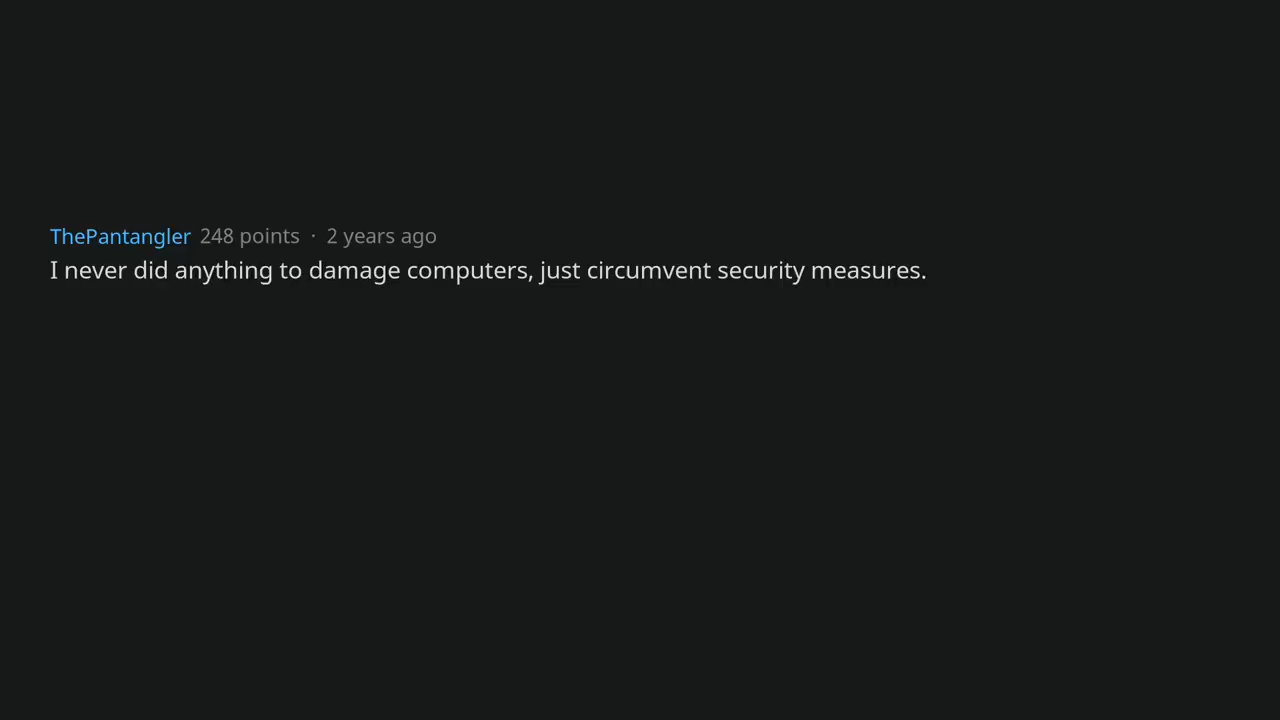 ThePantangler 248 points · 2 years ago
I never did anything to damage computers, just circumvent security measures.